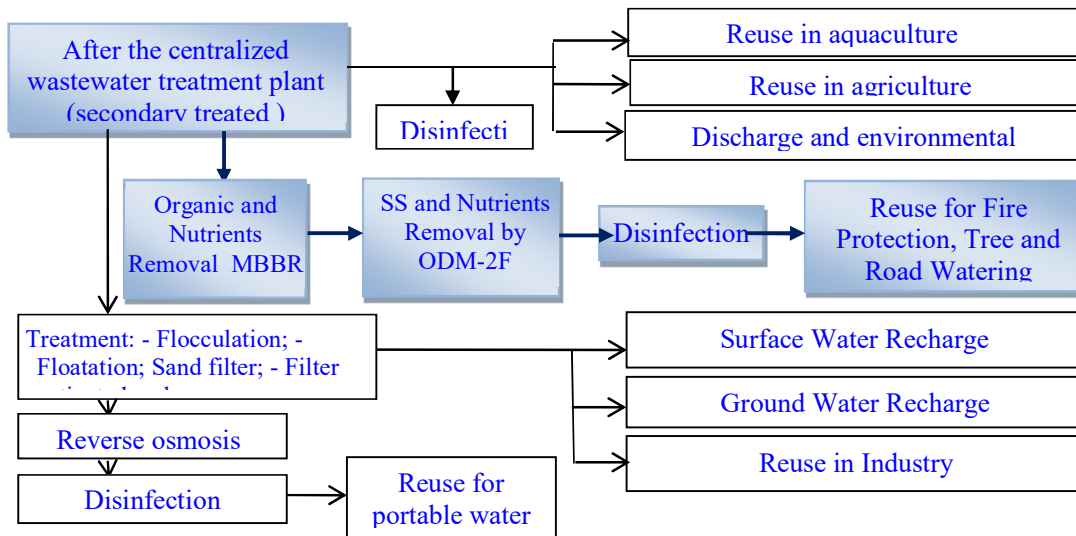 After the centralized
wastewater treatment plant
(secondary treated )
Reuse in aquaculture
Reuse in agriculture
Disinfecti
Discharge and environmental
Organic and
Nutrients
Removal MBBR
SS and Nutrients
Removal by
ODM-2F
Disinfection
Reuse for Fire
Protection, Tree and
Road Watering
Treatment: - Flocculation; -
Floatation; Sand filter; - Filter
Surface Water Recharge
Ground Water Recharge
Reuse in Industry
Reverse osmosis
Disinfection
Reuse for
portable water